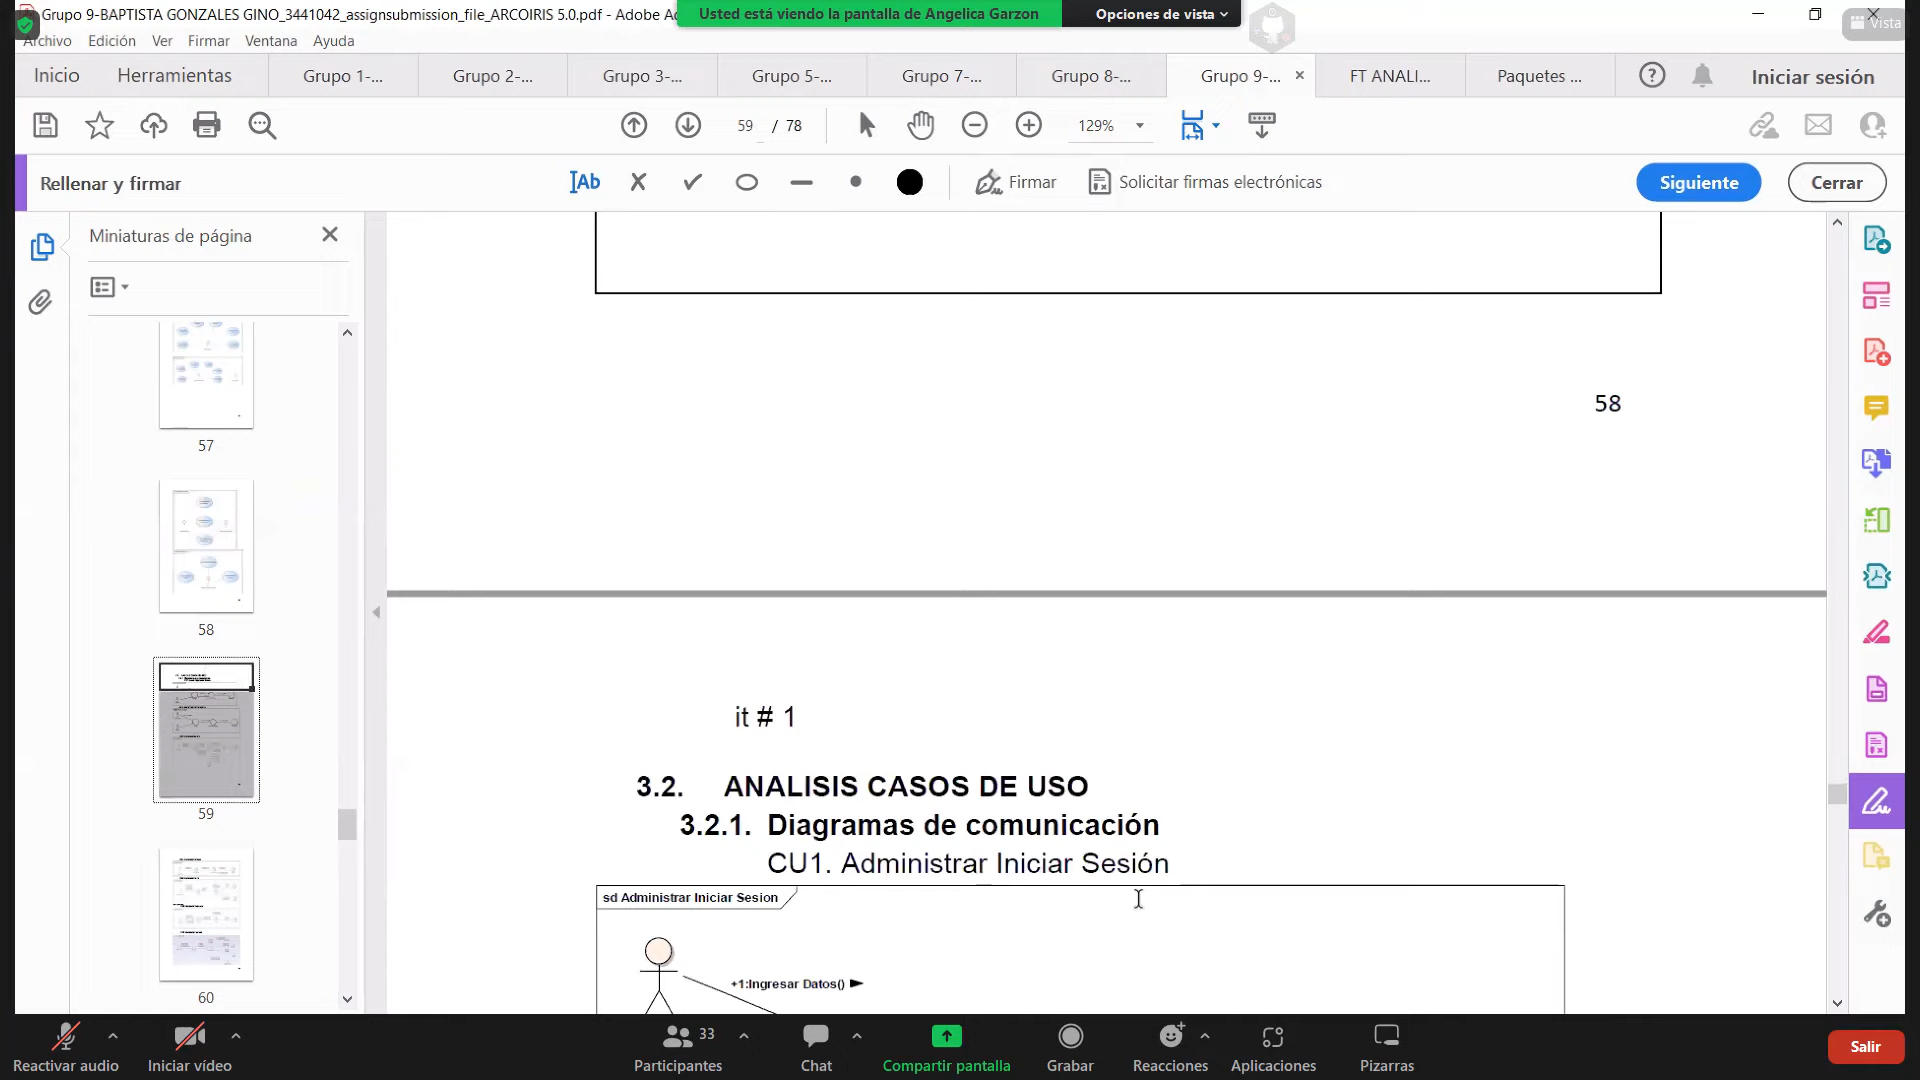 Grupo 9-BAPTISTA GONZALES GINO_3441042_assignsubmission_file_ARCOIRIS 5.0.pdf - Adobe Ac
Usted está viendo la pantalla de Angelica Garzon
Opciones de vista
Vista
Archivo Edición Ver Firmar Ventana Ayuda
Inicio Herramientas Grupo 1-... Grupo 2-... Grupo 3-... Grupo 5-... Grupo 7-... Grupo 8-... Grupo 9-... FT ANALI... Paquetes ... Iniciar sesión
59 / 78 129%
Rellenar y firmar
Ab
Firmar
Solicitar firmas electrónicas
Siguiente
Cerrar
Miniaturas de página
57
58
59
60
58
it # 1
3.2. ANALISIS CASOS DE USO
3.2.1. Diagramas de comunicación
CU1. Administrar Iniciar Sesión
sd Administrar Iniciar Sesion
+1:Ingresar Datos()
33
Reactivar audio
Iniciar vídeo
Participantes
Chat
Compartir pantalla
Grabar
Reacciones
Aplicaciones
Pizarras
Salir